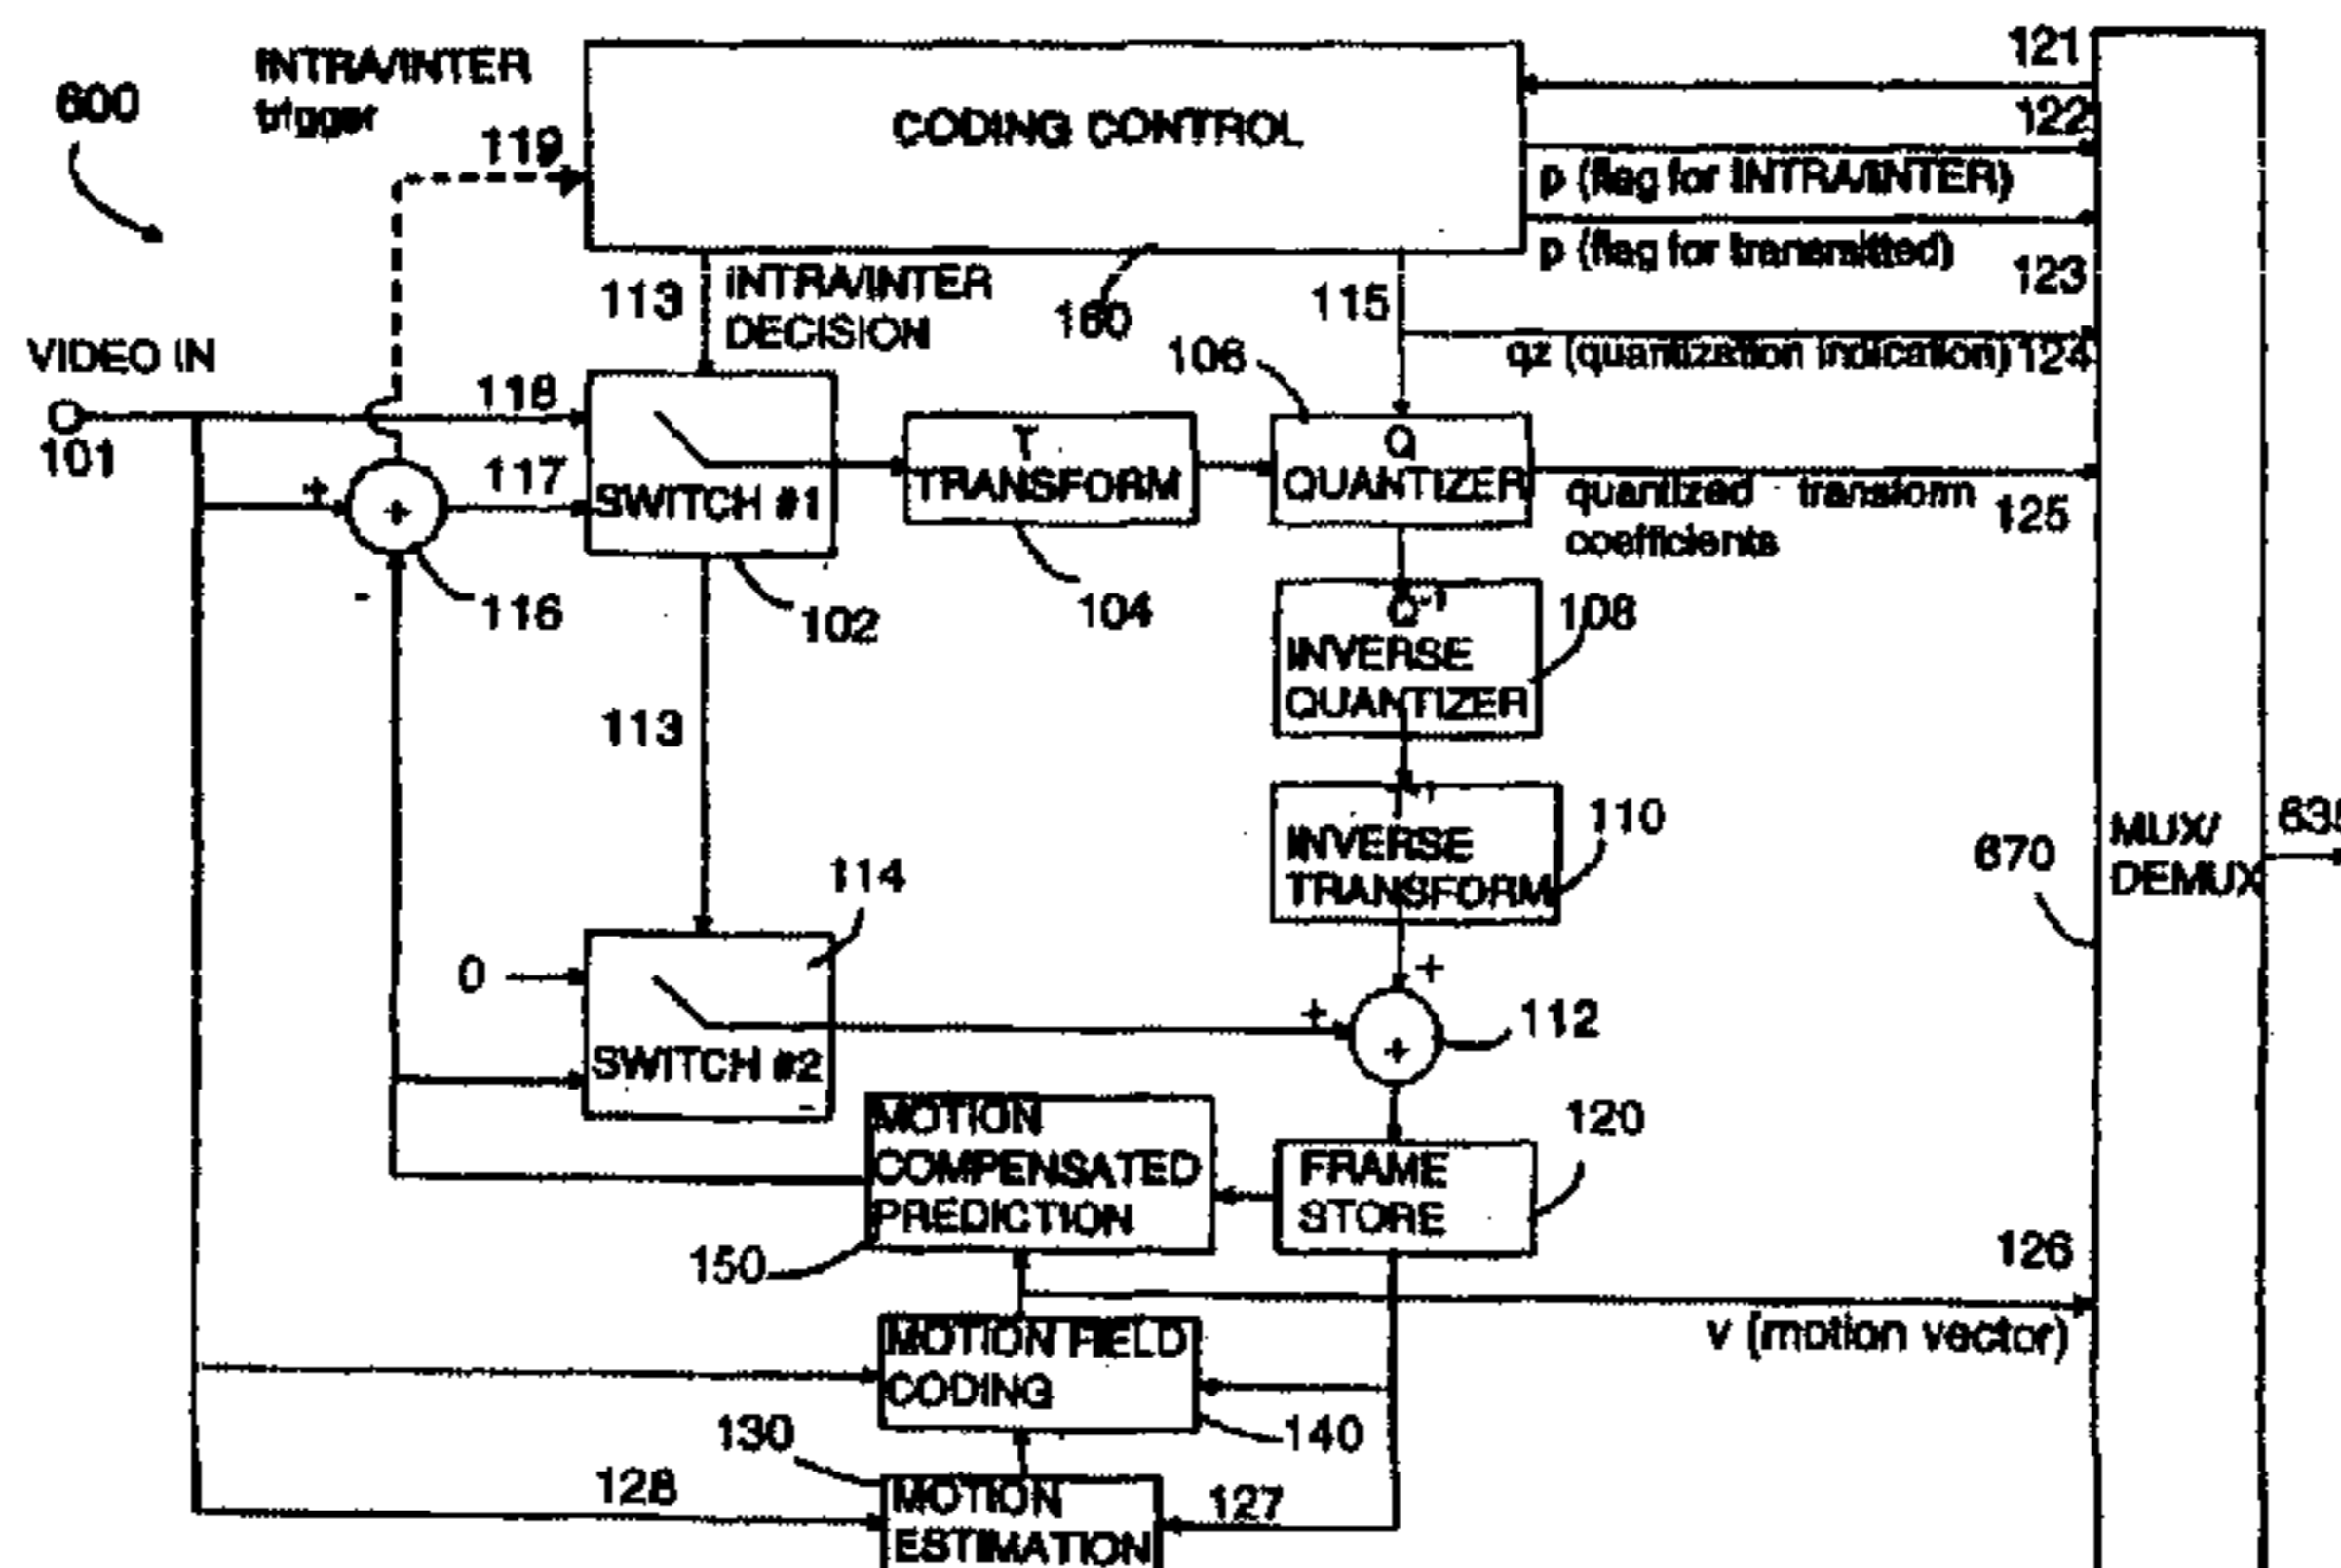 INTRA/INTER
trigger
600
119
CODING CONTROL
121
122
p (flag for INTRA/INTER)
p (flag for transmitted)
123
113
INTRA/INTER
DECISION
160
115
qz (quantization indication) 124
VIDEO IN
101
118
106
T
TRANSFORM
Q
QUANTIZER
+
117
+
SWITCH #1
quantized transform
coefficients
125
-
116
102
104
Q-1
INVERSE
QUANTIZER
108
113
INVERSE
TRANSFORM
110
MUX/
DEMUX
670
635
114
0
SWITCH #2
-
+
+
+
112
MOTION
COMPENSATED
PREDICTION
150
FRAME
STORE
120
126
v (motion vector)
MOTION FIELD
CODING
140
130
128
MOTION
ESTIMATION
127